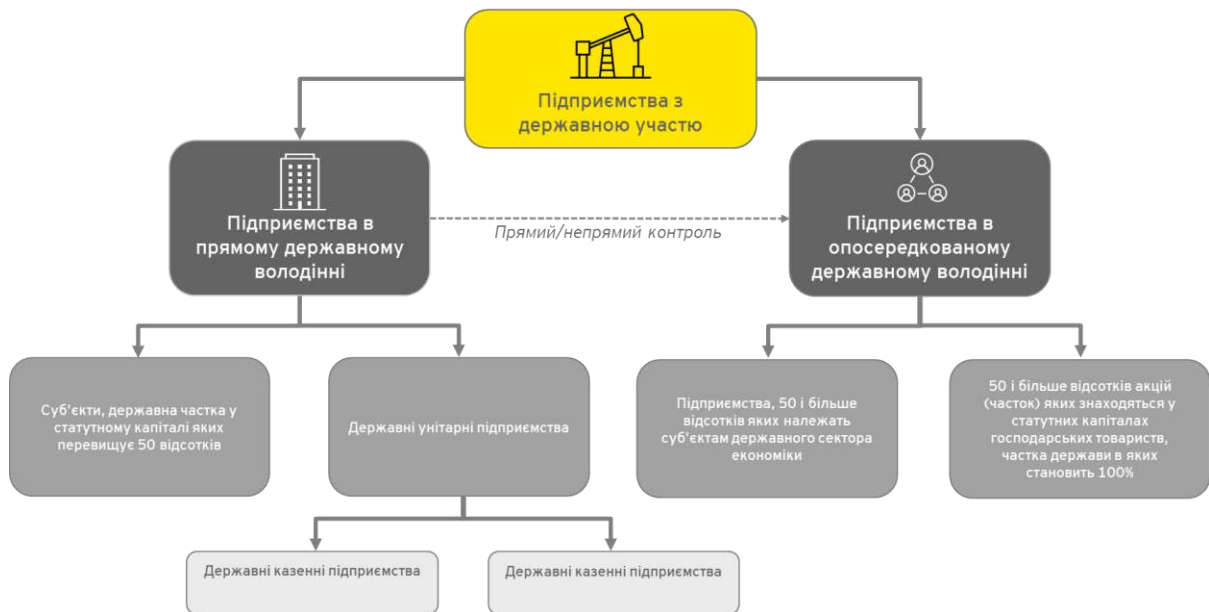 Підприємства з
державною участю
Підприємства в
прямому державному
володінні
Прямий/непрямий контроль
Підприємства в
опосередкованому
державному володінні
Суб'єкти, державна частка у
статутному капіталі яких
перевищує 50 відсотків
Державні унітарні підприємства
Підприємства, 50 і більше
відсотків яких належать
суб'єктам державного сектора
економіки
50 і більше відсотків акцій
(часток) яких знаходяться у
статутних капіталах
господарських товариств,
частка держави в яких
становить 100%
Державні казенні підприємства
Державні казенні підприємства